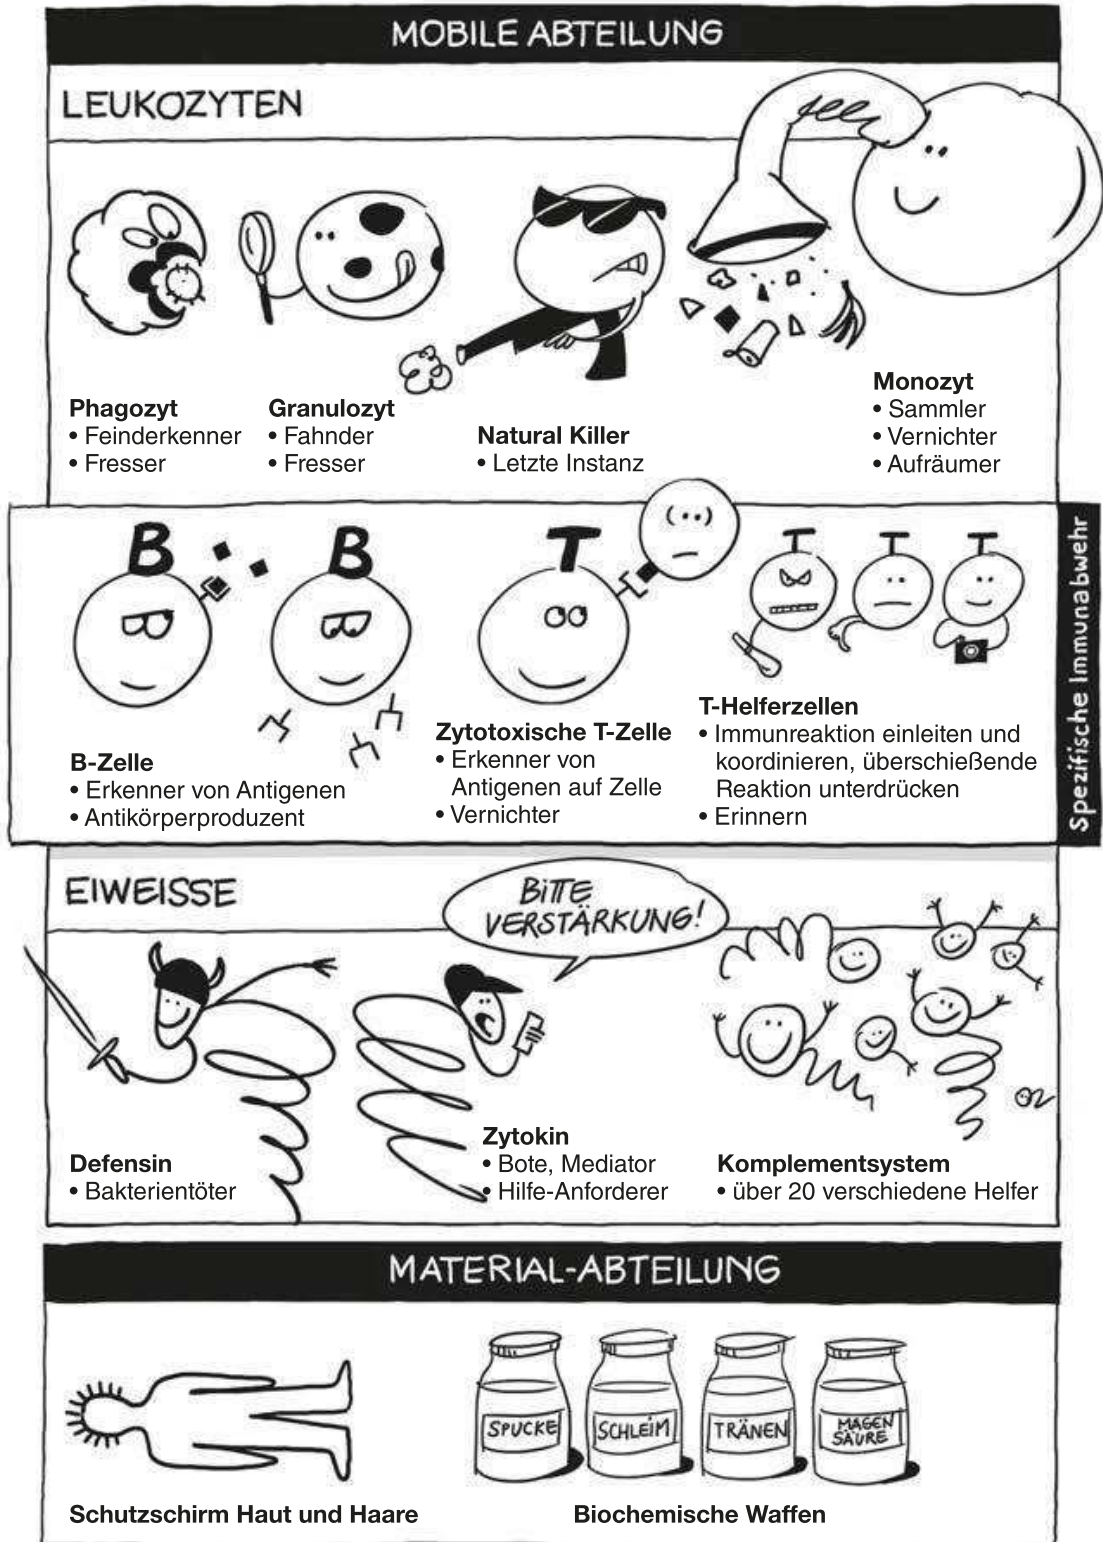 MOBILE ABTEILUNG
LEUKOZYTEN
Phagozyt
• Feinderkenner
• Fresser
Granulozyt
• Fahnder
• Fresser
Natural Killer
• Letzte Instanz
Monozyt
• Sammler
• Vernichter
• Aufräumer
Spezifische Immunabwehr
B
B
T
T
T
T
B-Zelle
• Erkenner von Antigenen
• Antikörperproduzent
Zytotoxische T-Zelle
• Erkenner von
Antigenen auf Zelle
• Vernichter
T-Helferzellen
• Immunreaktion einleiten und
koordinieren, überschießende
Reaktion unterdrücken
• Erinnern
EIWEISSE
BITTE
VERSTÄRKUNG!
Defensin
• Bakterientöter
Zytokin
• Bote, Mediator
• Hilfe-Anforderer
Komplementsystem
• über 20 verschiedene Helfer
MATERIAL-ABTEILUNG
SPUCKE
SCHLEIM
TRÄNEN
MAGEN
SÄURE
Schutzschirm Haut und Haare
Biochemische Waffen